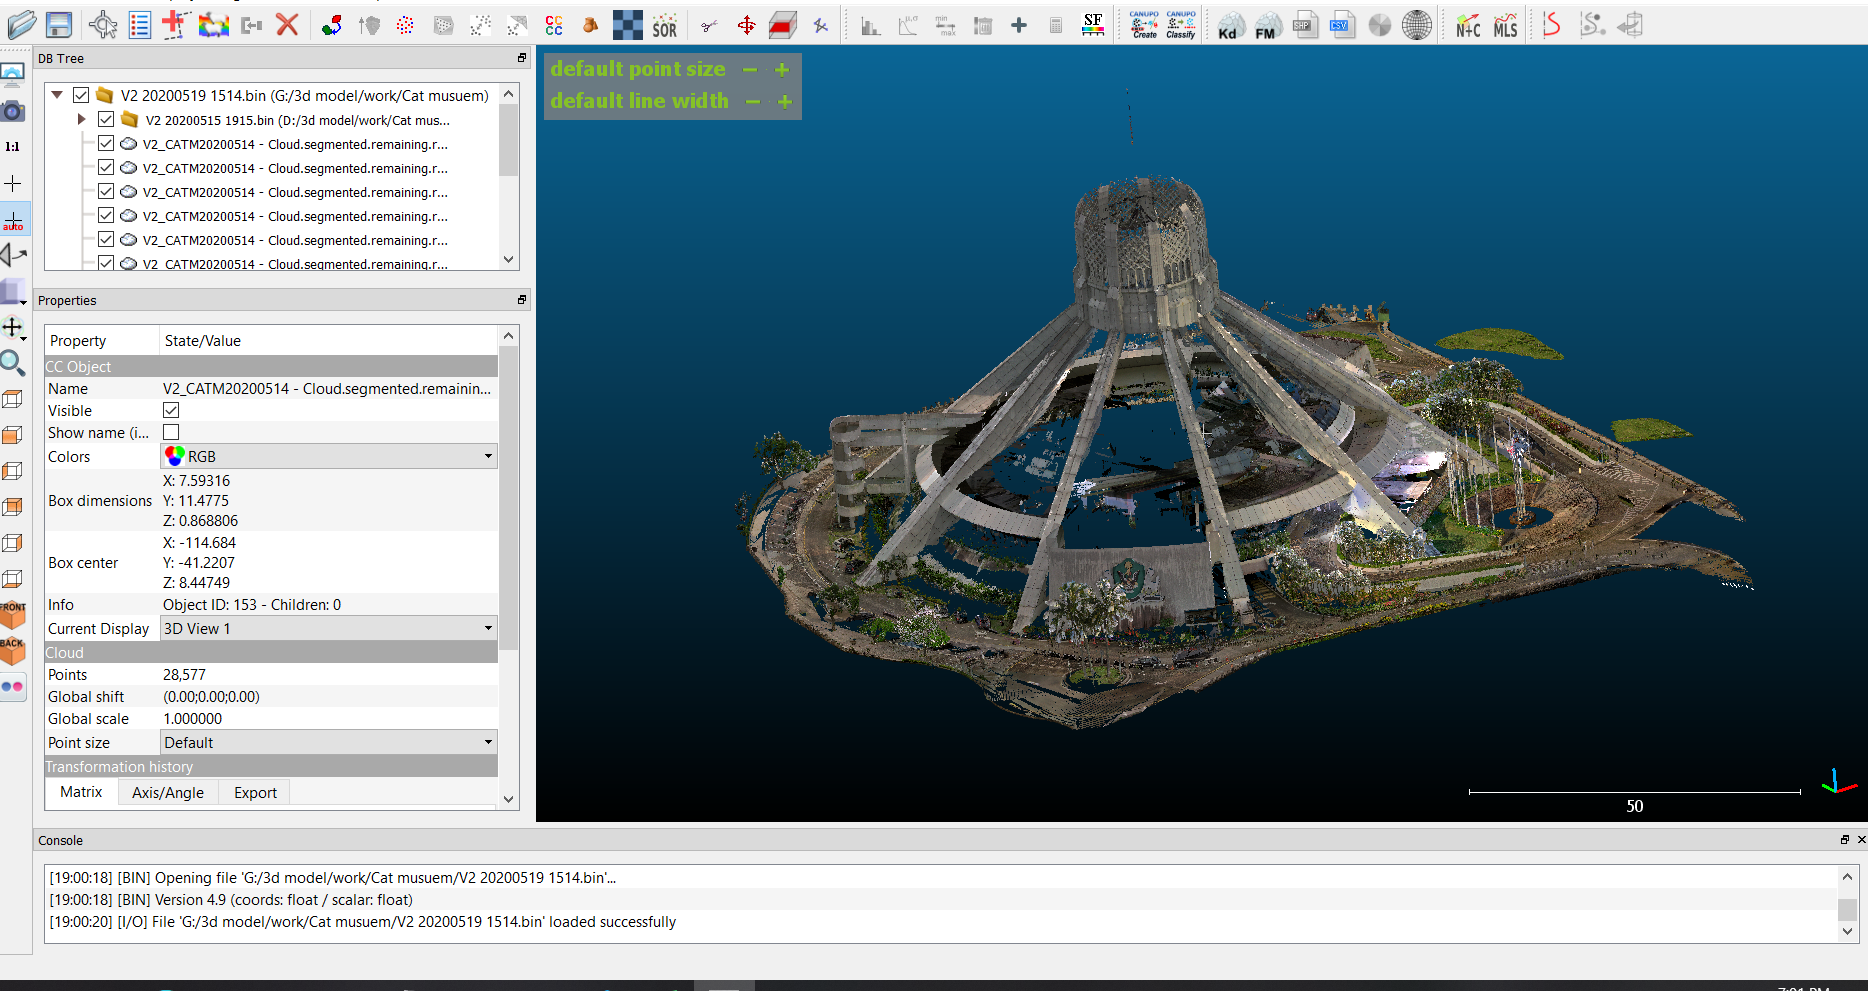 CC
CC
SOR
μ,σ
min
max
SF
CANUPO
Create
CANUPO
Classify
Kd
FM
SHP
CSV
N+C
MLS
DB Tree
V2 20200519 1514.bin (G:/3d model/work/Cat musuem)
V2 20200515 1915.bin (D:/3d model/work/Cat mus...
V2_CATM20200514 - Cloud.segmented.remaining.r...
V2_CATM20200514 - Cloud.segmented.remaining.r...
V2_CATM20200514 - Cloud.segmented.remaining.r...
V2_CATM20200514 - Cloud.segmented.remaining.r...
V2_CATM20200514 - Cloud.segmented.remaining.r...
V2_CATM20200514 - Cloud.segmented.remaining.r...
1:1
auto
FRONT
BACK
Properties
Property State/Value
CC Object
Name V2_CATM20200514 - Cloud.segmented.remainin...
Visible
Show name (i...
Colors RGB
Box dimensions X: 7.59316
Y: 11.4775
Z: 0.868806
Box center X: -114.684
Y: -41.2207
Z: 8.44749
Info Object ID: 153 - Children: 0
Current Display 3D View 1
Cloud
Points 28,577
Global shift (0.00;0.00;0.00)
Global scale 1.000000
Point size Default
Transformation history
Matrix Axis/Angle Export
default point size − +
default line width − +
50
Console
[19:00:18] [BIN] Opening file 'G:/3d model/work/Cat musuem/V2 20200519 1514.bin'...
[19:00:18] [BIN] Version 4.9 (coords: float / scalar: float)
[19:00:20] [I/O] File 'G:/3d model/work/Cat musuem/V2 20200519 1514.bin' loaded successfully